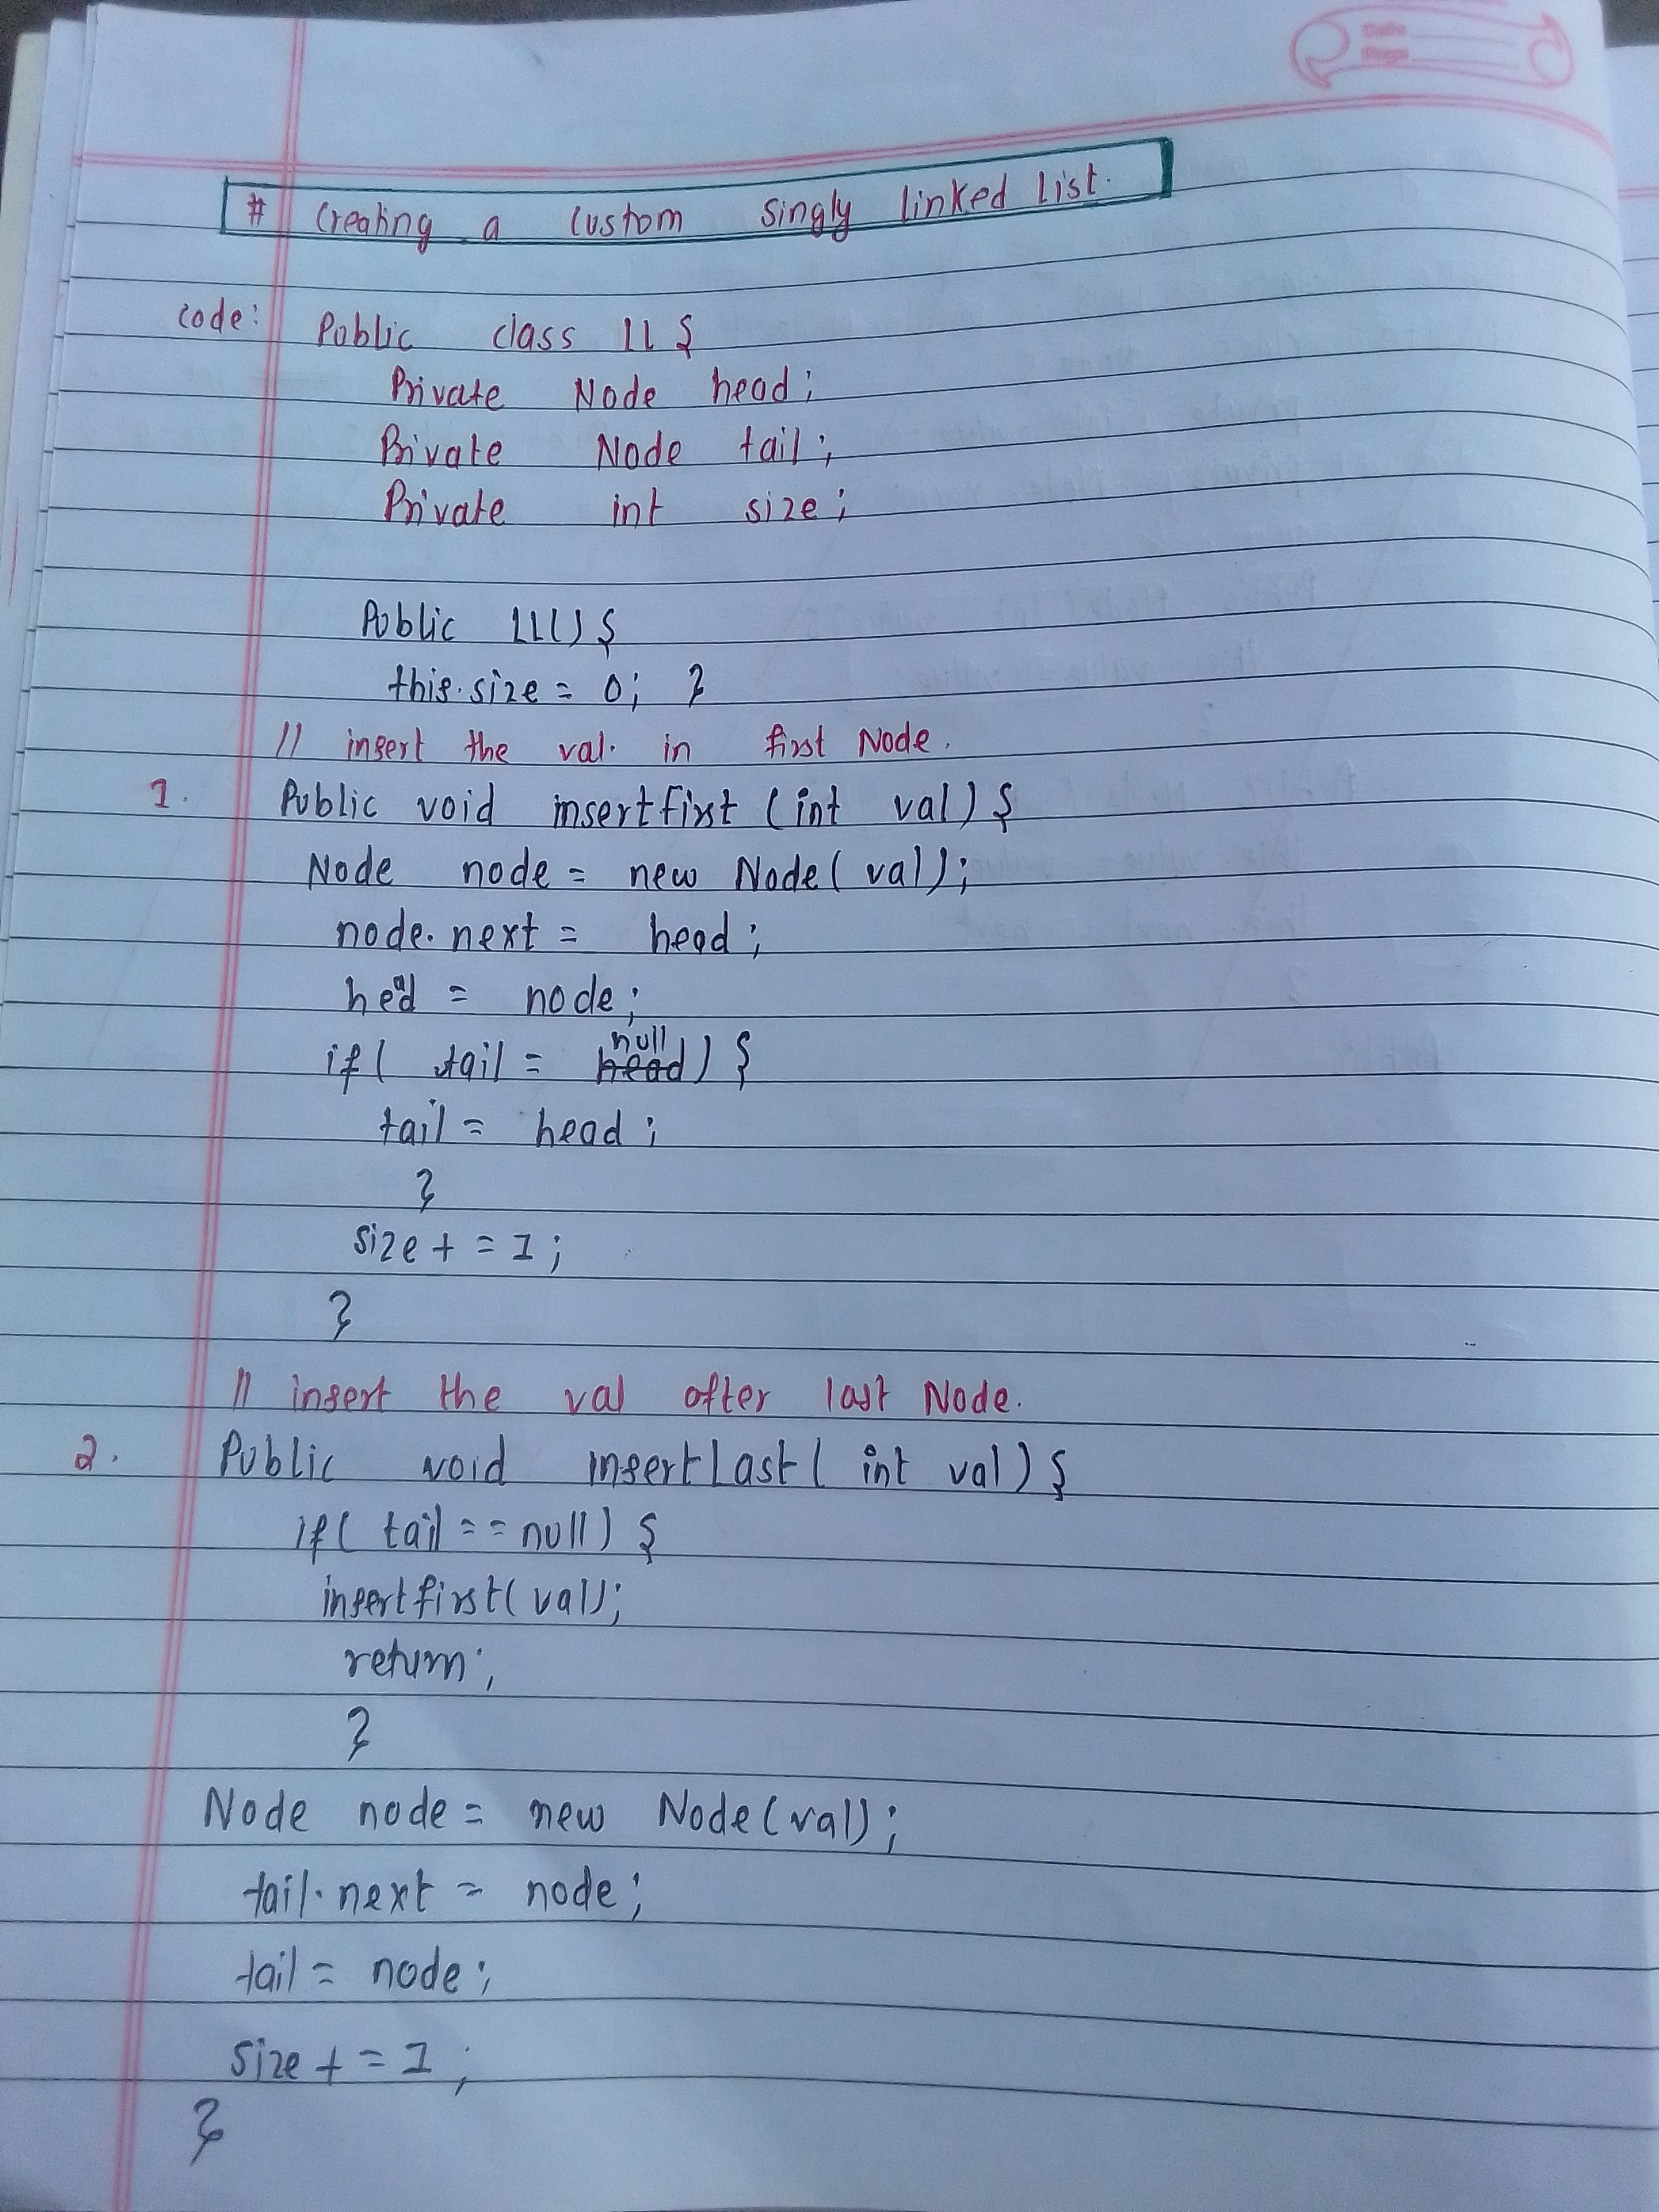 Date
Page
# Creating a custom singly linked list.
code: Public class LL {
Private Node head;
Private Node tail;
Private int size;
Public LL() {
this.size = 0; }
// insert the val. in first Node.
1. Public void insertfirst (int val) {
Node node = new Node( val);
node.next = head;
head = node;
if( tail = null head) {
tail = head;
}
size + = 1;
}
// insert the val after last Node.
2. Public void insertLast( int val) {
if( tail == null) {
insertfirst( val);
return;
}
Node node = new Node(val);
tail.next = node;
tail = node;
size + = 1;
}